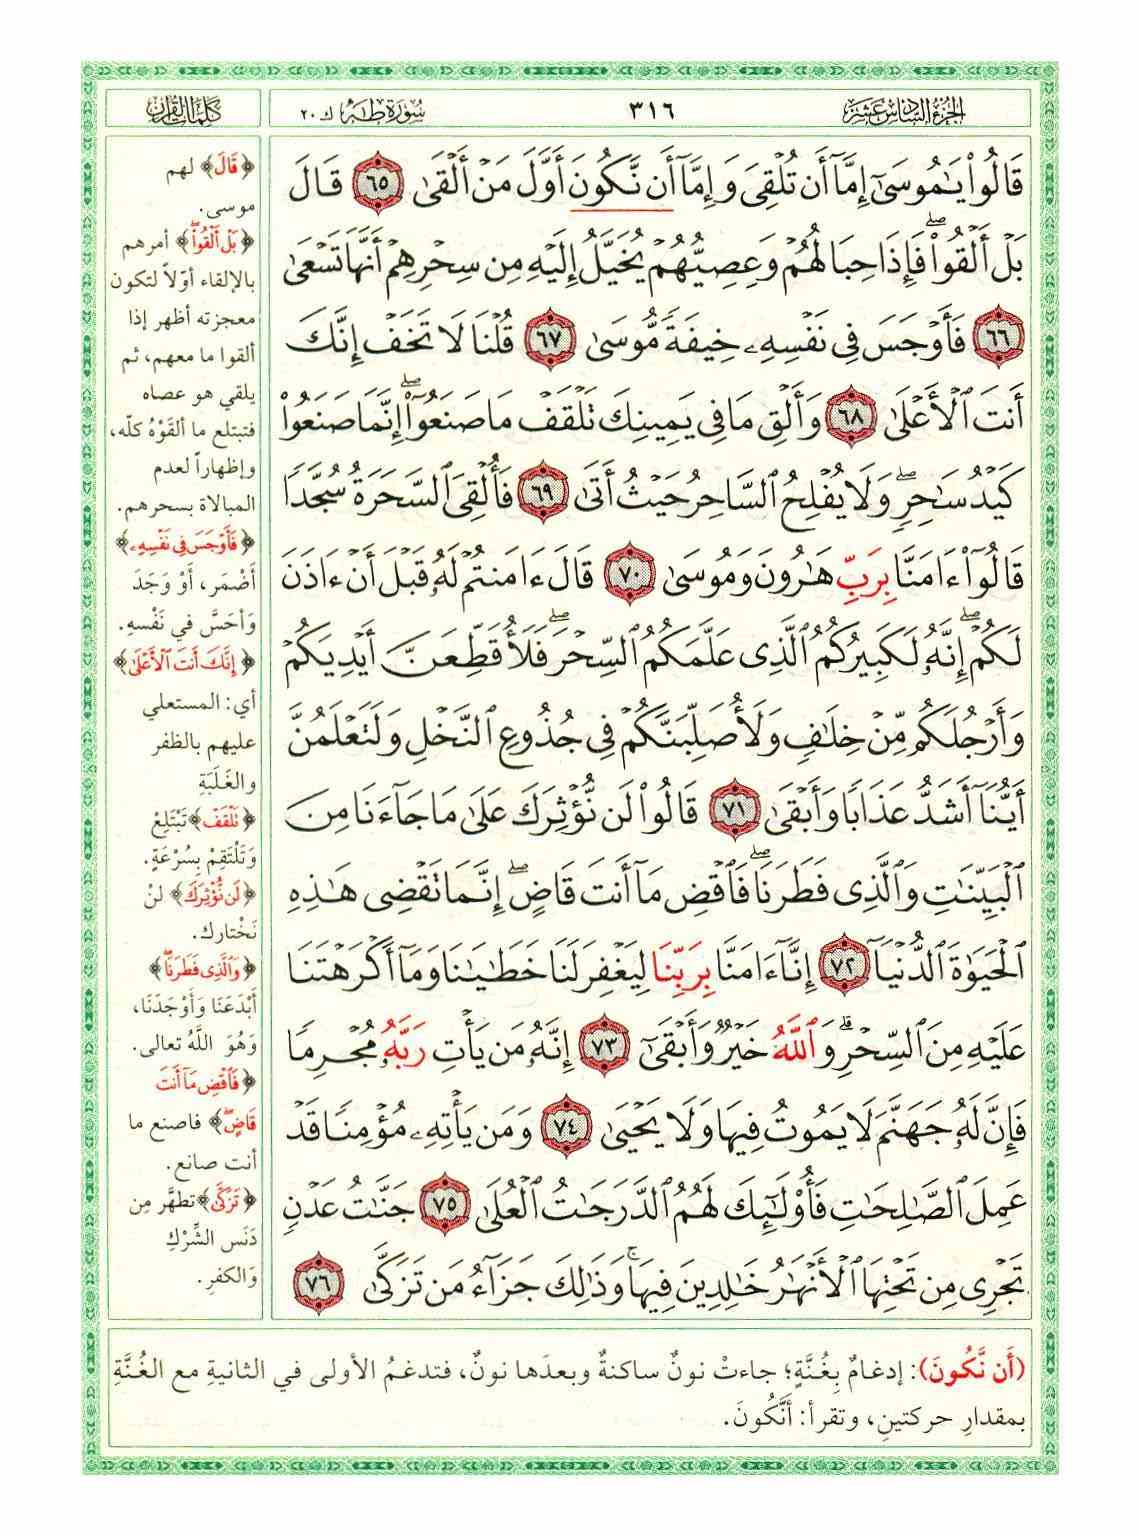 الجزء السادس عشر
٣١٦
سورة طه ك ٢٠
كلمات القرآن
قَالُوا۟ يَـٰمُوسَىٰٓ إِمَّآ أَن تُلْقِىَ وَإِمَّآ أَن نَّكُونَ أَوَّلَ مَنْ أَلْقَىٰ ٦٥ قَالَ
بَلْ أَلْقُوا۟ ۖ فَإِذَا حِبَالُهُمْ وَعِصِيُّهُمْ يُخَيَّلُ إِلَيْهِ مِن سِحْرِهِمْ أَنَّهَا تَسْعَىٰ
٦٦ فَأَوْجَسَ فِى نَفْسِهِۦ خِيفَةً مُّوسَىٰ ٦٧ قُلْنَا لَا تَخَفْ إِنَّكَ
أَنتَ ٱلْأَعْلَىٰ ٦٨ وَأَلْقِ مَا فِى يَمِينِكَ تَلْقَفْ مَا صَنَعُوٓا۟ ۖ إِنَّمَا صَنَعُوا۟
كَيْدُ سَـٰحِرٍ ۖ وَلَا يُفْلِحُ ٱلسَّاحِرُ حَيْثُ أَتَىٰ ٦٩ فَأُلْقِىَ ٱلسَّحَرَةُ سُجَّدًا
قَالُوٓا۟ ءَامَنَّا بِرَبِّ هَـٰرُونَ وَمُوسَىٰ ٧٠ قَالَ ءَامَنتُمْ لَهُۥ قَبْلَ أَنْ ءَاذَنَ
لَكُمْ ۖ إِنَّهُۥ لَكَبِيرُكُمُ ٱلَّذِى عَلَّمَكُمُ ٱلسِّحْرَ ۖ فَلَأُقَطِّعَنَّ أَيْدِيَكُمْ
وَأَرْجُلَكُم مِّنْ خِلَـٰفٍ وَلَأُصَلِّبَنَّكُمْ فِى جُذُوعِ ٱلنَّخْلِ وَلَتَعْلَمُنَّ
أَيُّنَآ أَشَدُّ عَذَابًا وَأَبْقَىٰ ٧١ قَالُوا۟ لَن نُّؤْثِرَكَ عَلَىٰ مَا جَآءَنَا مِنَ
ٱلْبَيِّنَـٰتِ وَٱلَّذِى فَطَرَنَا ۖ فَٱقْضِ مَآ أَنتَ قَاضٍ ۖ إِنَّمَا تَقْضِى هَـٰذِهِ
ٱلْحَيَوٰةَ ٱلدُّنْيَآ ٧٢ إِنَّآ ءَامَنَّا بِرَبِّنَا لِيَغْفِرَ لَنَا خَطَـٰيَـٰنَا وَمَآ أَكْرَهْتَنَا
عَلَيْهِ مِنَ ٱلسِّحْرِ ۗ وَٱللَّهُ خَيْرٌ وَأَبْقَىٰٓ ٧٣ إِنَّهُۥ مَن يَأْتِ رَبَّهُۥ مُجْرِمًا
فَإِنَّ لَهُۥ جَهَنَّمَ لَا يَمُوتُ فِيهَا وَلَا يَحْيَىٰ ٧٤ وَمَن يَأْتِهِۦ مُؤْمِنًا قَدْ
عَمِلَ ٱلصَّـٰلِحَـٰتِ فَأُو۟لَـٰٓئِكَ لَهُمُ ٱلدَّرَجَـٰتُ ٱلْعُلَىٰ ٧٥ جَنَّـٰتُ عَدْنٍ
تَجْرِى مِن تَحْتِهَا ٱلْأَنْهَـٰرُ خَـٰلِدِينَ فِيهَا ۚ وَذَٰلِكَ جَزَآءُ مَن تَزَكَّىٰ ٧٦
﴿قَالَ﴾ لهم
موسى.
﴿بَلْ أَلْقُوا۟ ۖ﴾ أمرهم
بالإلقاء أوّلاً لتكون
معجزته أظهر إذا
ألقوا ما معهم، ثم
يلقي هو عصاه
فتبتلع ما ألقَوْهُ كلّه،
وإظهاراً لعدم
المبالاة بسحرهم.
﴿فَأَوْجَسَ فِى نَفْسِهِۦ﴾
أَضْمَر، أَوْ وَجَدَ
وَأحَسَّ في نَفْسهِ.
﴿إِنَّكَ أَنتَ ٱلْأَعْلَىٰ﴾
أي: المستعلي
عليهم بالظفر
والغَلَبَةِ
﴿تَلْقَفْ﴾ تَبْتَلِعْ
وَتَلْتَقِمْ بِسُرْعَةٍ.
﴿لَن نُّؤْثِرَكَ﴾ لنْ
نَخْتارك.
﴿وَٱلَّذِى فَطَرَنَا ۖ﴾
أَبْدَعَنَا وَأَوْجَدَنَا،
وَهُوَ اللَّهُ تعالى.
﴿فَٱقْضِ مَآ أَنتَ
قَاضٍ ۖ﴾ فاصنع ما
أنت صانع.
﴿تَزَكَّىٰ﴾ تطهَّر مِن
دَنَس الشِّرْكِ
وَالكفرِ.
(أَن نَّكُونَ): إدغامٌ بِغُنَّةٍ؛ جاءتْ نونٌ ساكنةٌ وبعدَها نونٌ، فتدغمُ الأولى في الثانيةِ مع الغُنَّةِ
بمقدارِ حركتينِ، وتقرأ: أنَّكُونَ.